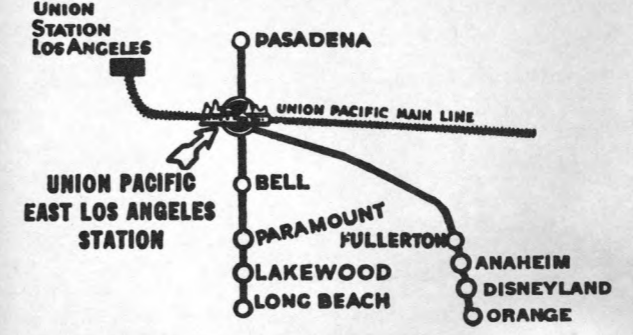 UNION
STATION
LOS ANGELES
PASADENA
UNION PACIFIC MAIN LINE
UNION PACIFIC
EAST LOS ANGELES
STATION
BELL
PARAMOUNT
FULLERTON
LAKEWOOD
ANAHEIM
LONG BEACH
DISNEYLAND
ORANGE